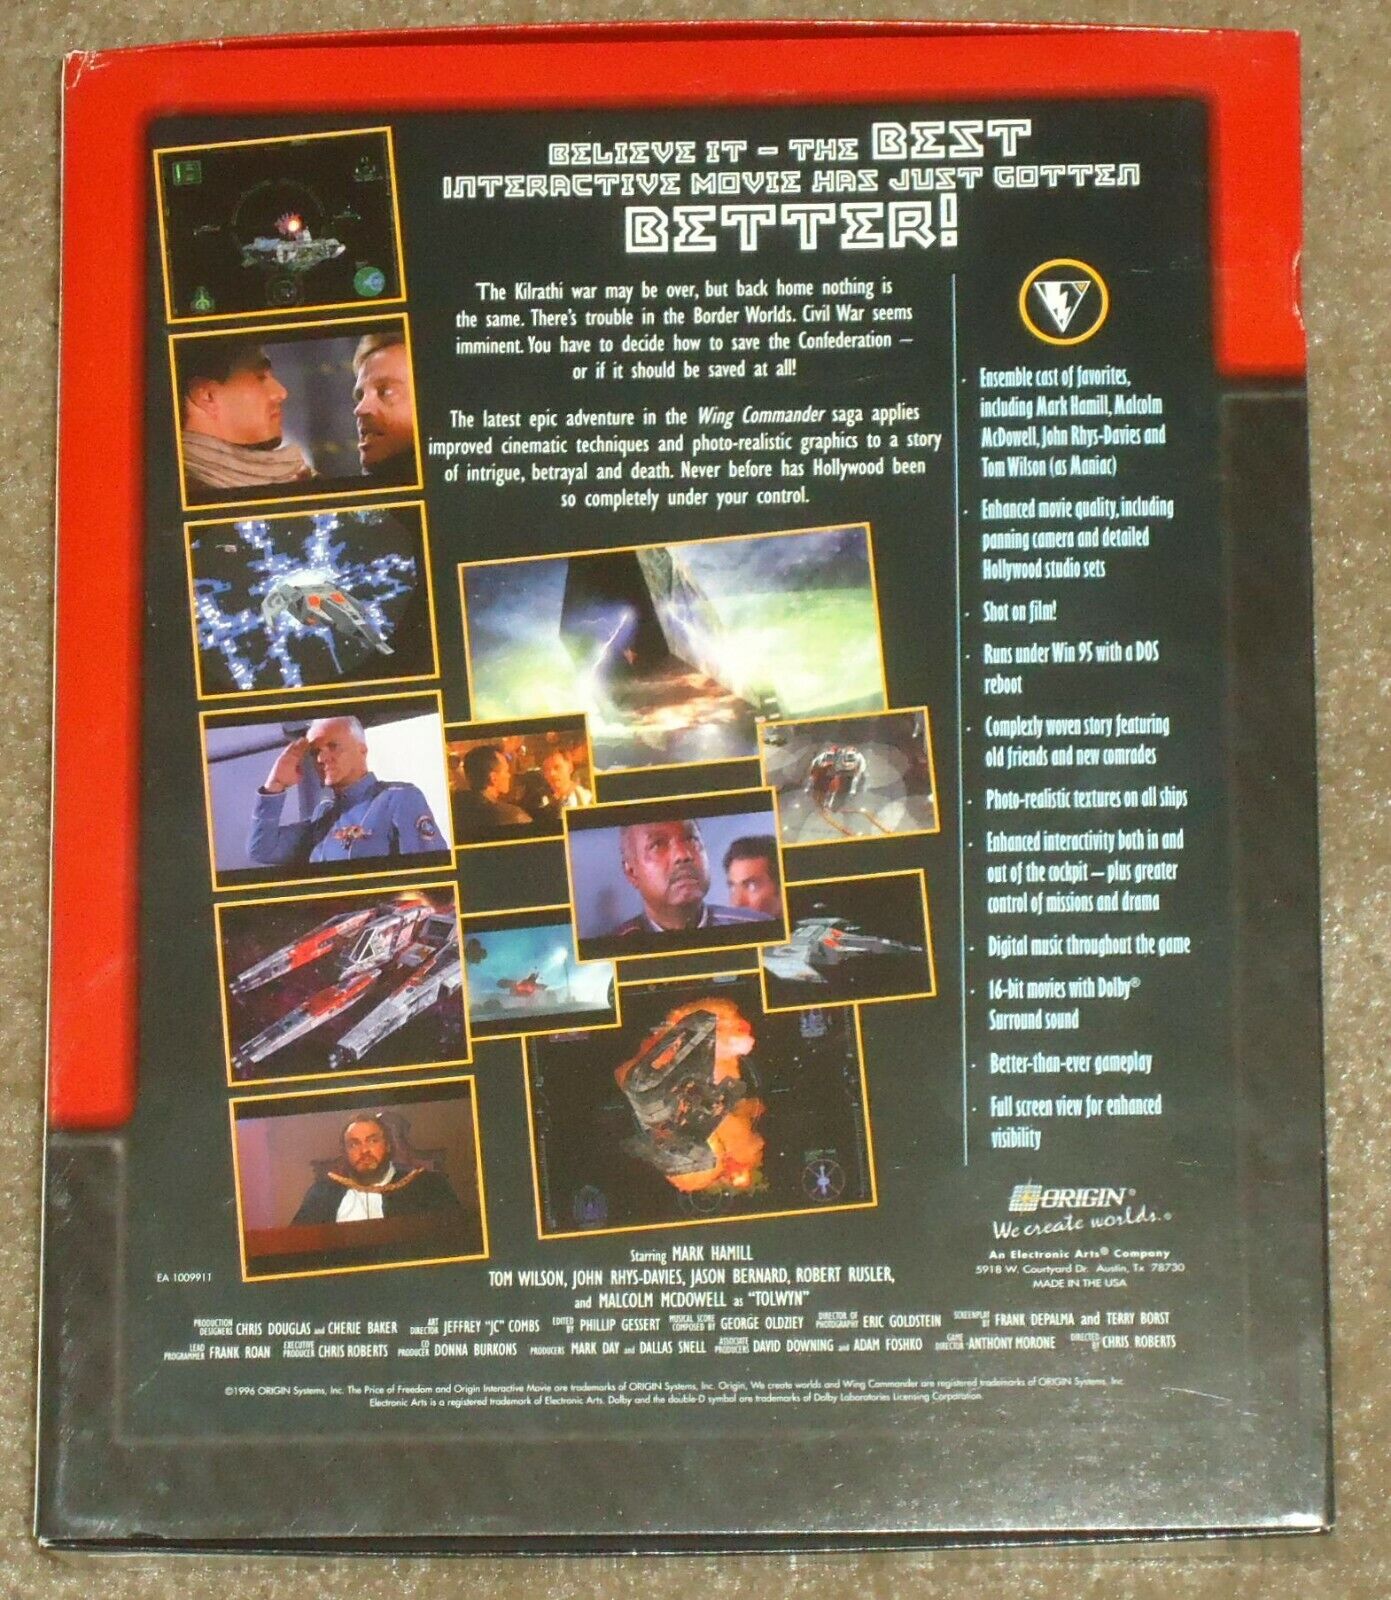 BELIEVE IT – THE BEST
INTERACTIVE MOVIE HAS JUST GOTTEN
BETTER!
The Kilrathi war may be over, but back home nothing is
the same. There's trouble in the Border Worlds. Civil War seems
imminent. You have to decide how to save the Confederation –
or if it should be saved at all!
The latest epic adventure in the Wing Commander saga applies
improved cinematic techniques and photo-realistic graphics to a story
of intrigue, betrayal and death. Never before has Hollywood been
so completely under your control.
· Ensemble cast of favorites,
including Mark Hamill, Malcolm
McDowell, John Rhys-Davies and
Tom Wilson (as Maniac)
· Enhanced movie quality, including
panning camera and detailed
Hollywood studio sets
· Shot on film!
· Runs under Win 95 with a DOS
reboot
· Complexly woven story featuring
old friends and new comrades
· Photo-realistic textures on all ships
· Enhanced interactivity both in and
out of the cockpit – plus greater
control of missions and drama
· Digital music throughout the game
· 16-bit movies with Dolby®
Surround sound
· Better-than-ever gameplay
· Full screen view for enhanced
visibility
ORIGIN®
We create worlds.®
An Electronic Arts® Company
5918 W. Courtyard Dr. Austin, Tx 78730
MADE IN THE USA
EA 1009911
Starring MARK HAMILL
TOM WILSON, JOHN RHYS-DAVIES, JASON BERNARD, ROBERT RUSLER,
and MALCOLM MCDOWELL as "TOLWYN"
PRODUCTION DESIGNERS CHRIS DOUGLAS and CHERIE BAKER ART DIRECTOR JEFFREY "JC" COMBS EDITED BY PHILLIP GESSERT MUSICAL SCORE COMPOSED BY GEORGE OLDZIEY DIRECTOR OF PHOTOGRAPHY ERIC GOLDSTEIN SCREENPLAY BY FRANK DEPALMA and TERRY BORST
LEAD PROGRAMMER FRANK ROAN EXECUTIVE PRODUCER CHRIS ROBERTS CO PRODUCER DONNA BURKONS PRODUCERS MARK DAY and DALLAS SNELL ASSOCIATE PRODUCERS DAVID DOWNING and ADAM FOSHKO GAME DIRECTOR ANTHONY MORONE DIRECTED BY CHRIS ROBERTS
©1996 ORIGIN Systems, Inc. The Price of Freedom and Origin Interactive Movie are trademarks of ORIGIN Systems, Inc. Origin, We create worlds and Wing Commander are registered trademarks of ORIGIN Systems, Inc.
Electronic Arts is a registered trademark of Electronic Arts. Dolby and the double-D symbol are trademarks of Dolby Laboratories Licensing Corporation.